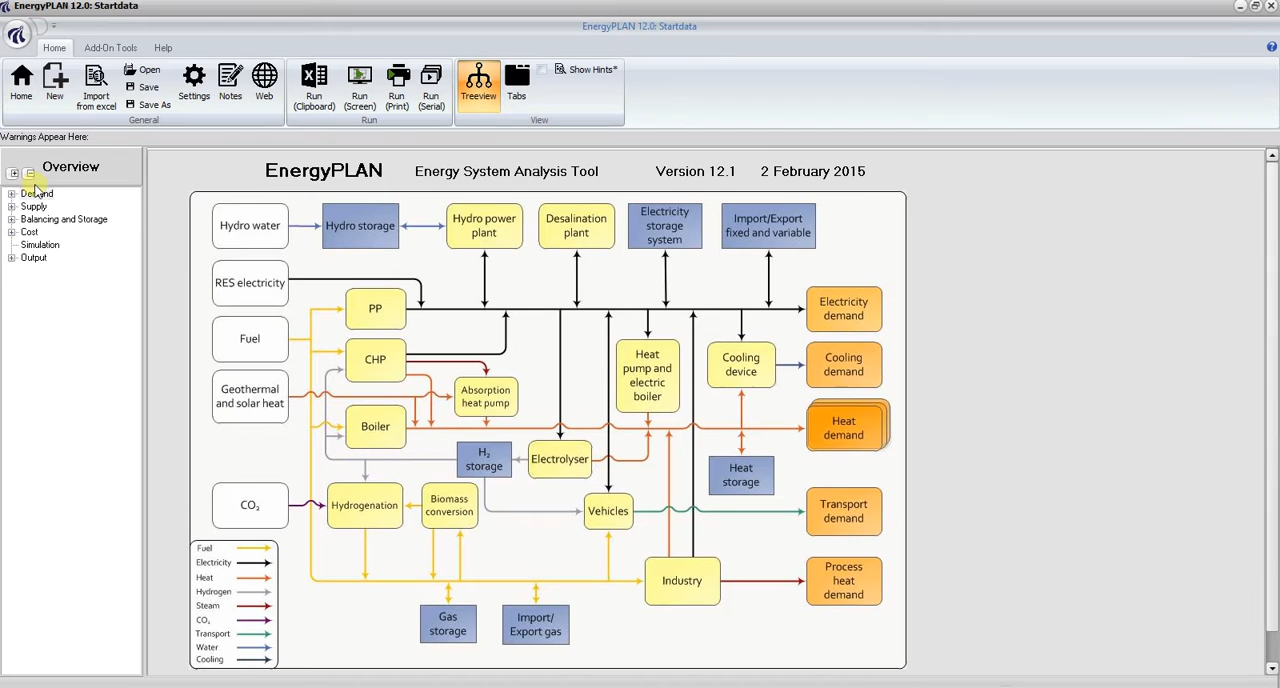 EnergyPLAN 12.0: Startdata
EnergyPLAN 12.0: Startdata
Home Add-On Tools Help
Home
New
Import
from excel
Open
Save
Save As
Settings
Notes
Web
General
Run
(Clipboard)
Run
(Screen)
Run
(Print)
Run
(Serial)
Run
Treeview
Tabs
Show Hints*
View
Warnings Appear Here:
Overview
Demand
Supply
Balancing and Storage
Cost
Simulation
Output
EnergyPLAN Energy System Analysis Tool Version 12.1 2 February 2015
Hydro water
Hydro storage
Hydro power
plant
Desalination
plant
Electricity
storage
system
Import/Export
fixed and variable
RES electricity
PP
Electricity
demand
Fuel
CHP
Heat
pump and
electric
boiler
Cooling
device
Cooling
demand
Geothermal
and solar heat
Absorption
heat pump
Boiler
Heat
demand
H₂
storage
Electrolyser
Heat
storage
CO₂
Hydrogenation
Biomass
conversion
Vehicles
Transport
demand
Industry
Process
heat
demand
Gas
storage
Import/
Export gas
Fuel
Electricity
Heat
Hydrogen
Steam
CO₂
Transport
Water
Cooling